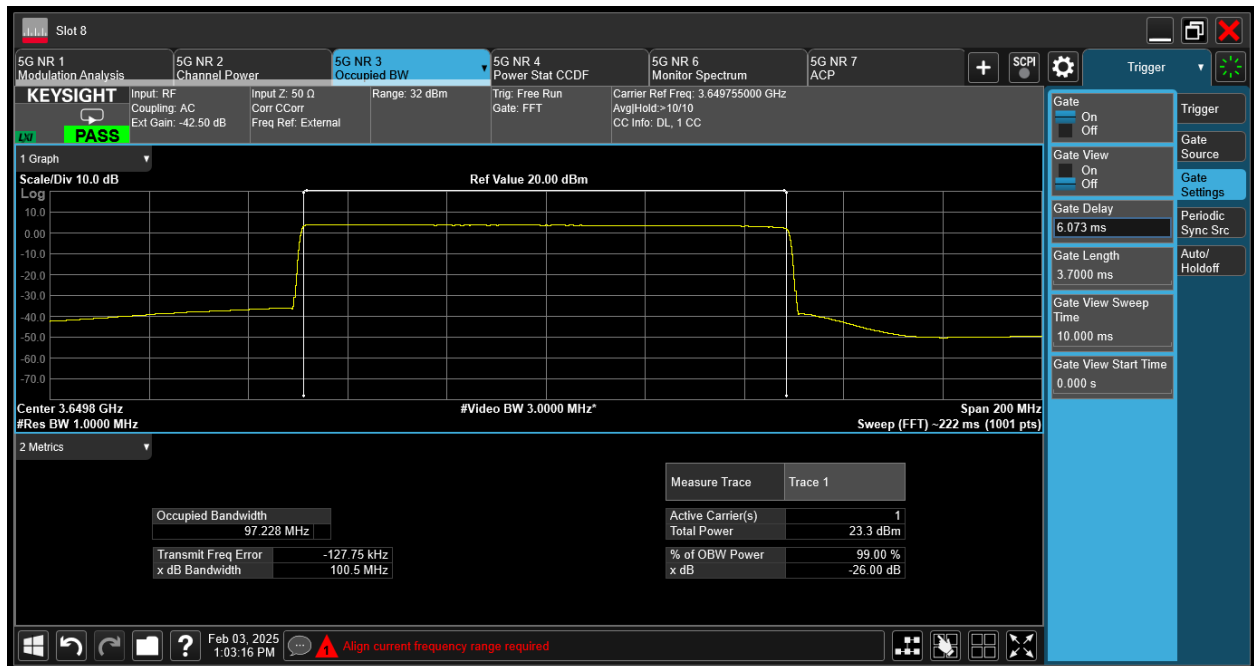 Slot 8
5G NR 1
Modulation Analysis
5G NR 2
Channel Power
5G NR 3
Occupied BW
5G NR 4
Power Stat CCDF
5G NR 6
Monitor Spectrum
5G NR 7
ACP
SCPI
Trigger
KEYSIGHT
LXI
PASS
Input: RF
Coupling: AC
Ext Gain: -42.50 dB
Input Z: 50 Ω
Corr CCorr
Freq Ref: External
Range: 32 dBm
Trig: Free Run
Gate: FFT
Carrier Ref Freq: 3.649755000 GHz
Avg|Hold:>10/10
CC Info: DL, 1 CC
1 Graph
Scale/Div 10.0 dB
Ref Value 20.00 dBm
Log
10.0
0.00
-10.0
-20.0
-30.0
-40.0
-50.0
-60.0
-70.0
Center 3.6498 GHz
#Video BW 3.0000 MHz*
Span 200 MHz
#Res BW 1.0000 MHz
Sweep (FFT) ~222 ms (1001 pts)
2 Metrics
Measure Trace
Trace 1
Occupied Bandwidth
97.228 MHz
Active Carrier(s)
1
Total Power
23.3 dBm
Transmit Freq Error
-127.75 kHz
x dB Bandwidth
100.5 MHz
% of OBW Power
99.00 %
x dB
-26.00 dB
Gate
On
Off
Gate View
On
Off
Gate Delay
6.073 ms
Gate Length
3.7000 ms
Gate View Sweep
Time
10.000 ms
Gate View Start Time
0.000 s
Trigger
Gate
Source
Gate
Settings
Periodic
Sync Src
Auto/
Holdoff
?
Feb 03, 2025
1:03:16 PM
1
Align current frequency range required